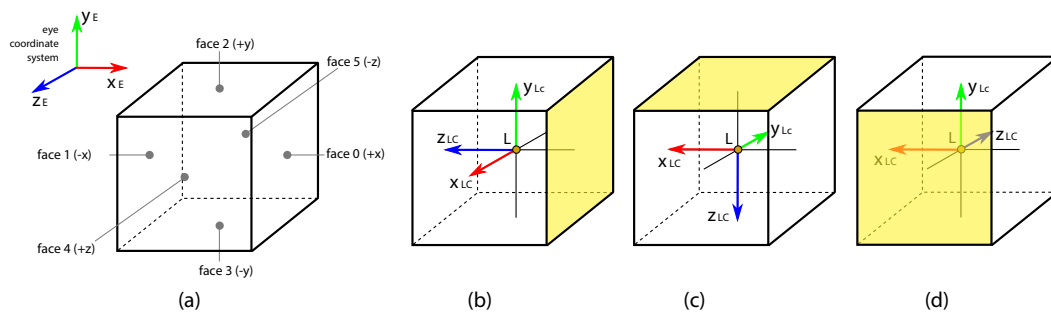 eye
coordinate
system
y E
x E
z E
face 2 (+y)
face 5 (-z)
face 1 (-x)
face 0 (+x)
face 4 (+z)
face 3 (-y)
(a)
y Lc
L
z LC
x LC
(b)
L
y Lc
x LC
z LC
(c)
y Lc
L
z LC
x LC
(d)